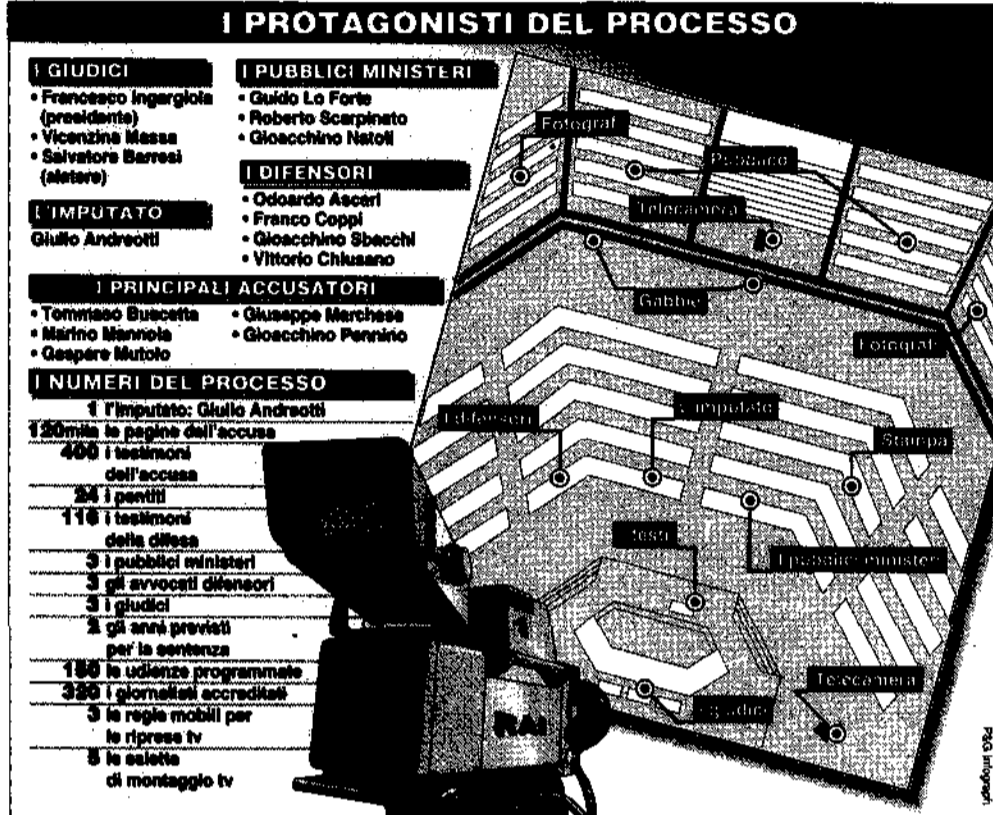 I PROTAGONISTI DEL PROCESSO
I GIUDICI
• Francesco Ingargiola
(presidente)
• Vicenzina Massa
• Salvatore Barresi
(alatere)
L'IMPUTATO
Giulio Andreotti
I PUBBLICI MINISTERI
• Guido Lo Forte
• Roberto Scarpinato
• Gioacchino Natoli
I DIFENSORI
• Odoardo Ascari
• Franco Coppi
• Gioacchino Sbacchi
• Vittorio Chiusano
I PRINCIPALI ACCUSATORI
• Tommaso Buscetta
• Marino Mannoia
• Gaspare Mutolo
• Giuseppe Marchese
• Gioacchino Pennino
I NUMERI DEL PROCESSO
1 l'imputato: Giulio Andreotti
120mila le pagine dell'accusa
400 i testimoni
dell'accusa
24 i pentiti
116 i testimoni
della difesa
3 i pubblici ministeri
3 gli avvocati difensori
3 i giudici
2 gli anni previsti
per la sentenza
150 le udienze programmate
320 i giornalisti accreditati
3 le regie mobili per
le riprese tv
5 le salette
di montaggio tv
Fotografi
Pubblico
Telecamera
Gabbie
Fotografi
I difensori
L'imputato
Stampa
I testi
I pubblici ministeri
I giudici
Telecamera
1
RAI
P&G Infograph